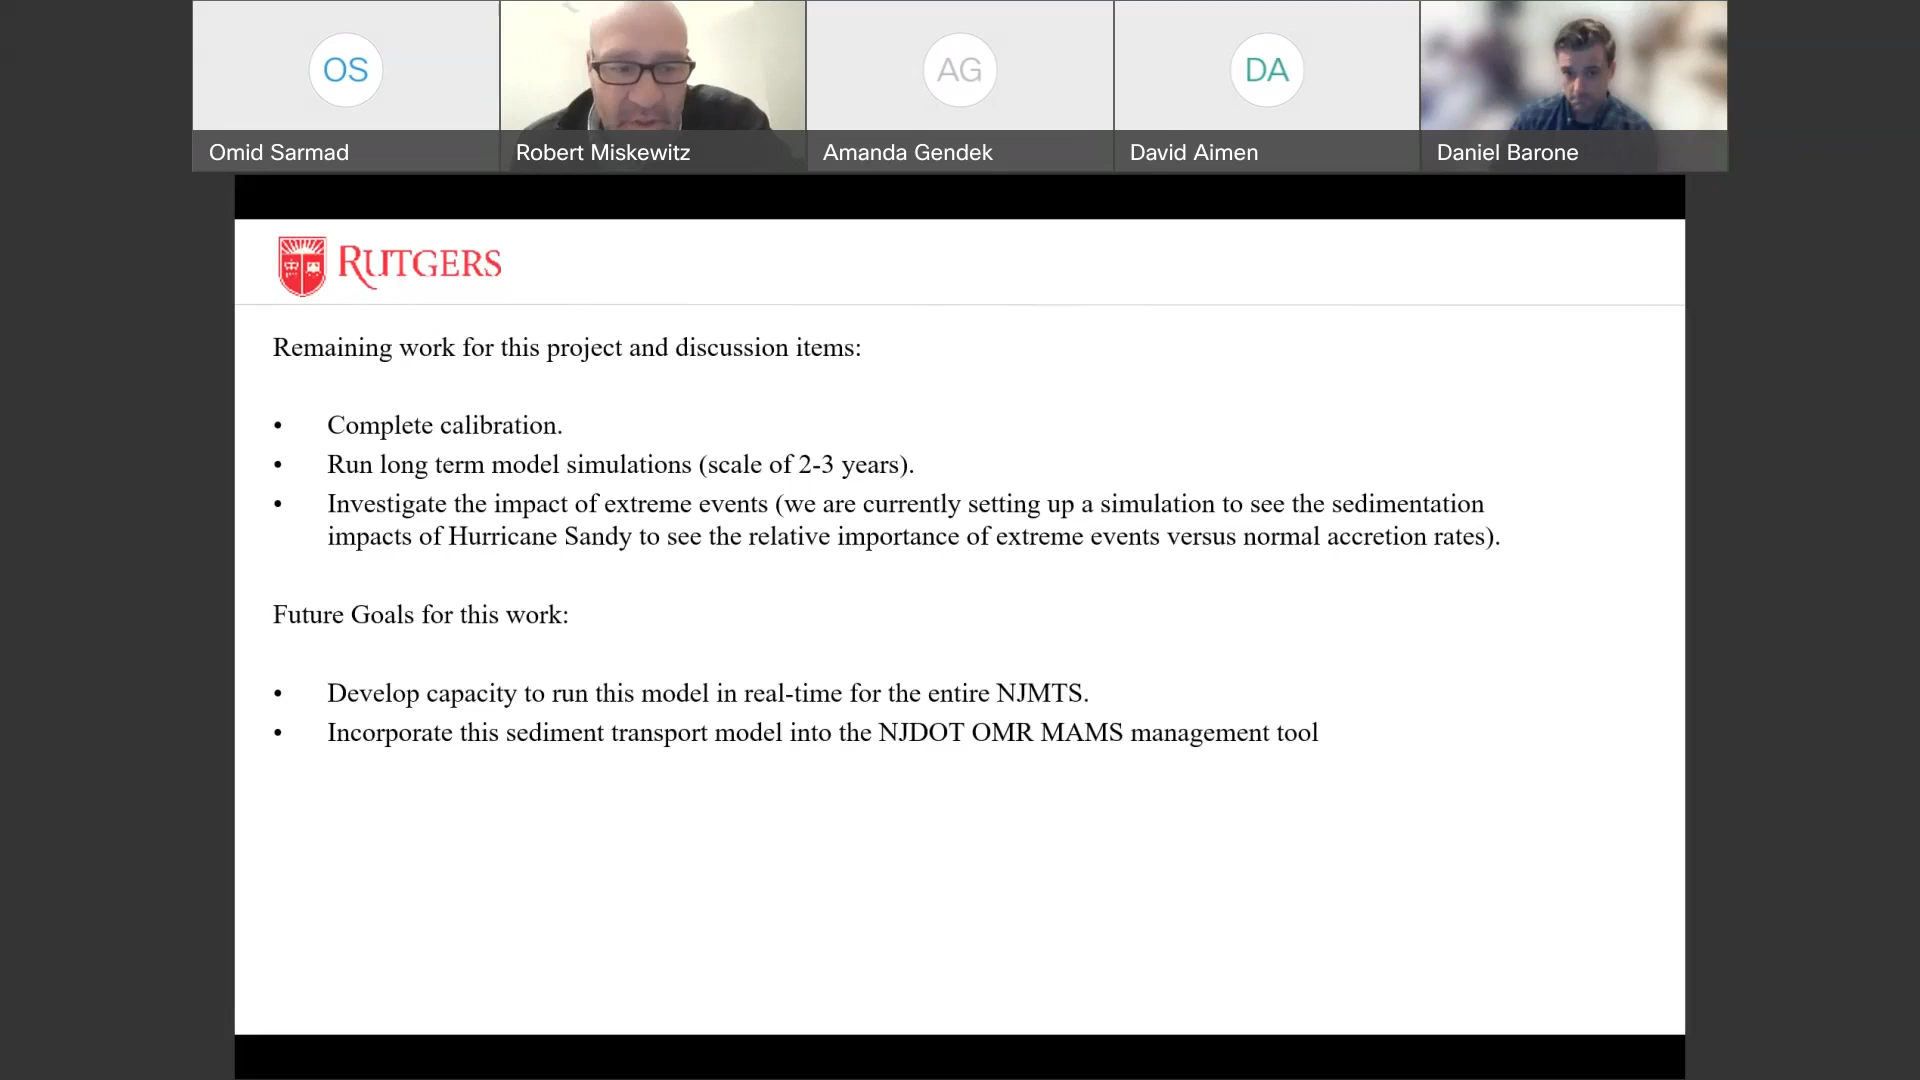 OS
AG
DA
Omid Sarmad
Robert Miskewitz
Amanda Gendek
David Aimen
Daniel Barone
RUTGERS
Remaining work for this project and discussion items:
• Complete calibration.
• Run long term model simulations (scale of 2-3 years).
• Investigate the impact of extreme events (we are currently setting up a simulation to see the sedimentation
impacts of Hurricane Sandy to see the relative importance of extreme events versus normal accretion rates).
Future Goals for this work:
• Develop capacity to run this model in real-time for the entire NJMTS.
• Incorporate this sediment transport model into the NJDOT OMR MAMS management tool